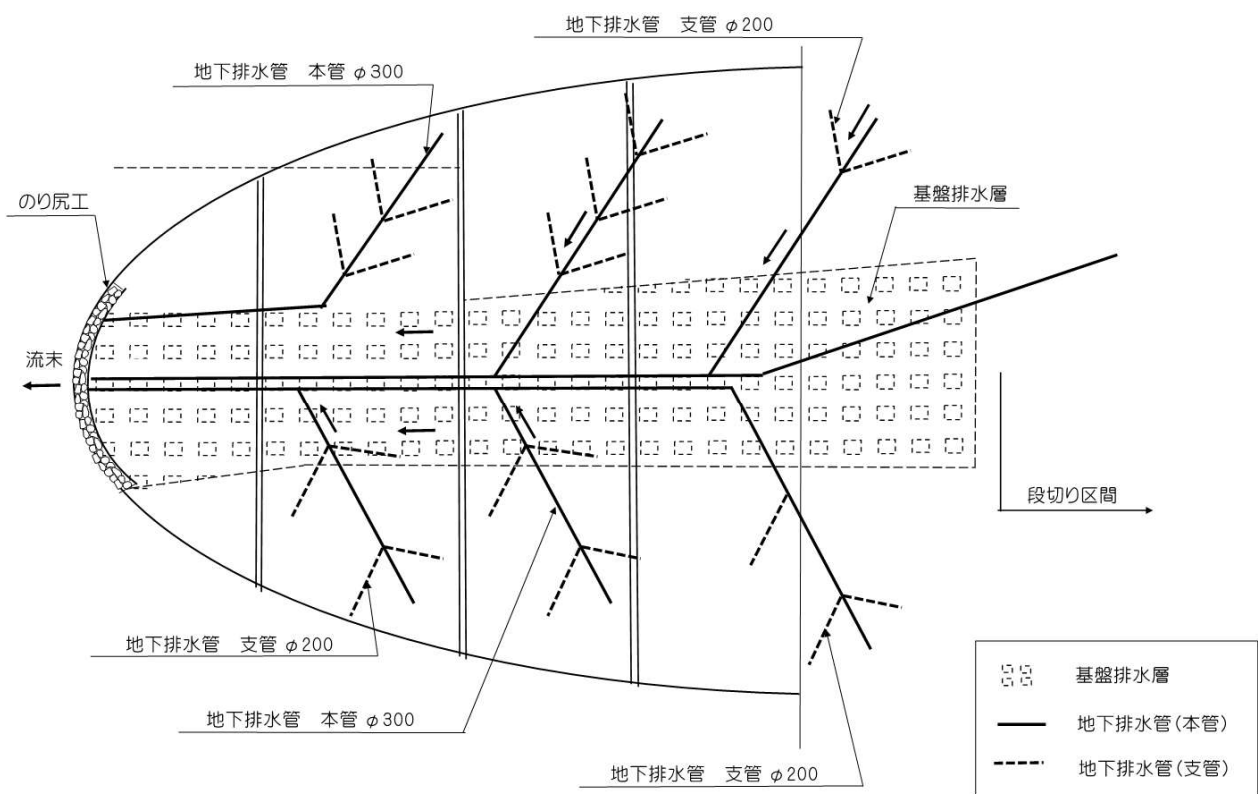 地下排水管　支管 φ200
地下排水管　本管 φ300
のり尻工
基盤排水層
流末
段切り区間
地下排水管　支管 φ200
地下排水管　本管 φ300
地下排水管　支管 φ200
基盤排水層
地下排水管(本管)
地下排水管(支管)